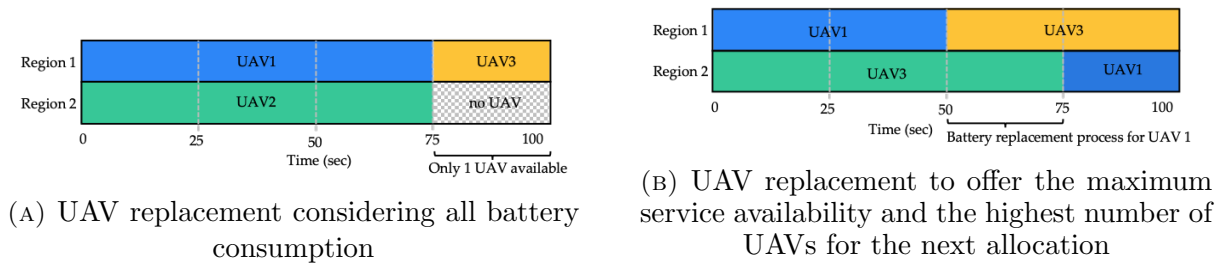 Region 1
UAV1
UAV3
Region 2
UAV2
no UAV
0
25
50
75
100
Time (sec)
Only 1 UAV available
(A) UAV replacement considering all battery
consumption
Region 1
UAV1
UAV3
Region 2
UAV3
UAV1
0
25
50
75
100
Time (sec)
Battery replacement process for UAV 1
(B) UAV replacement to offer the maximum
service availability and the highest number of
UAVs for the next allocation